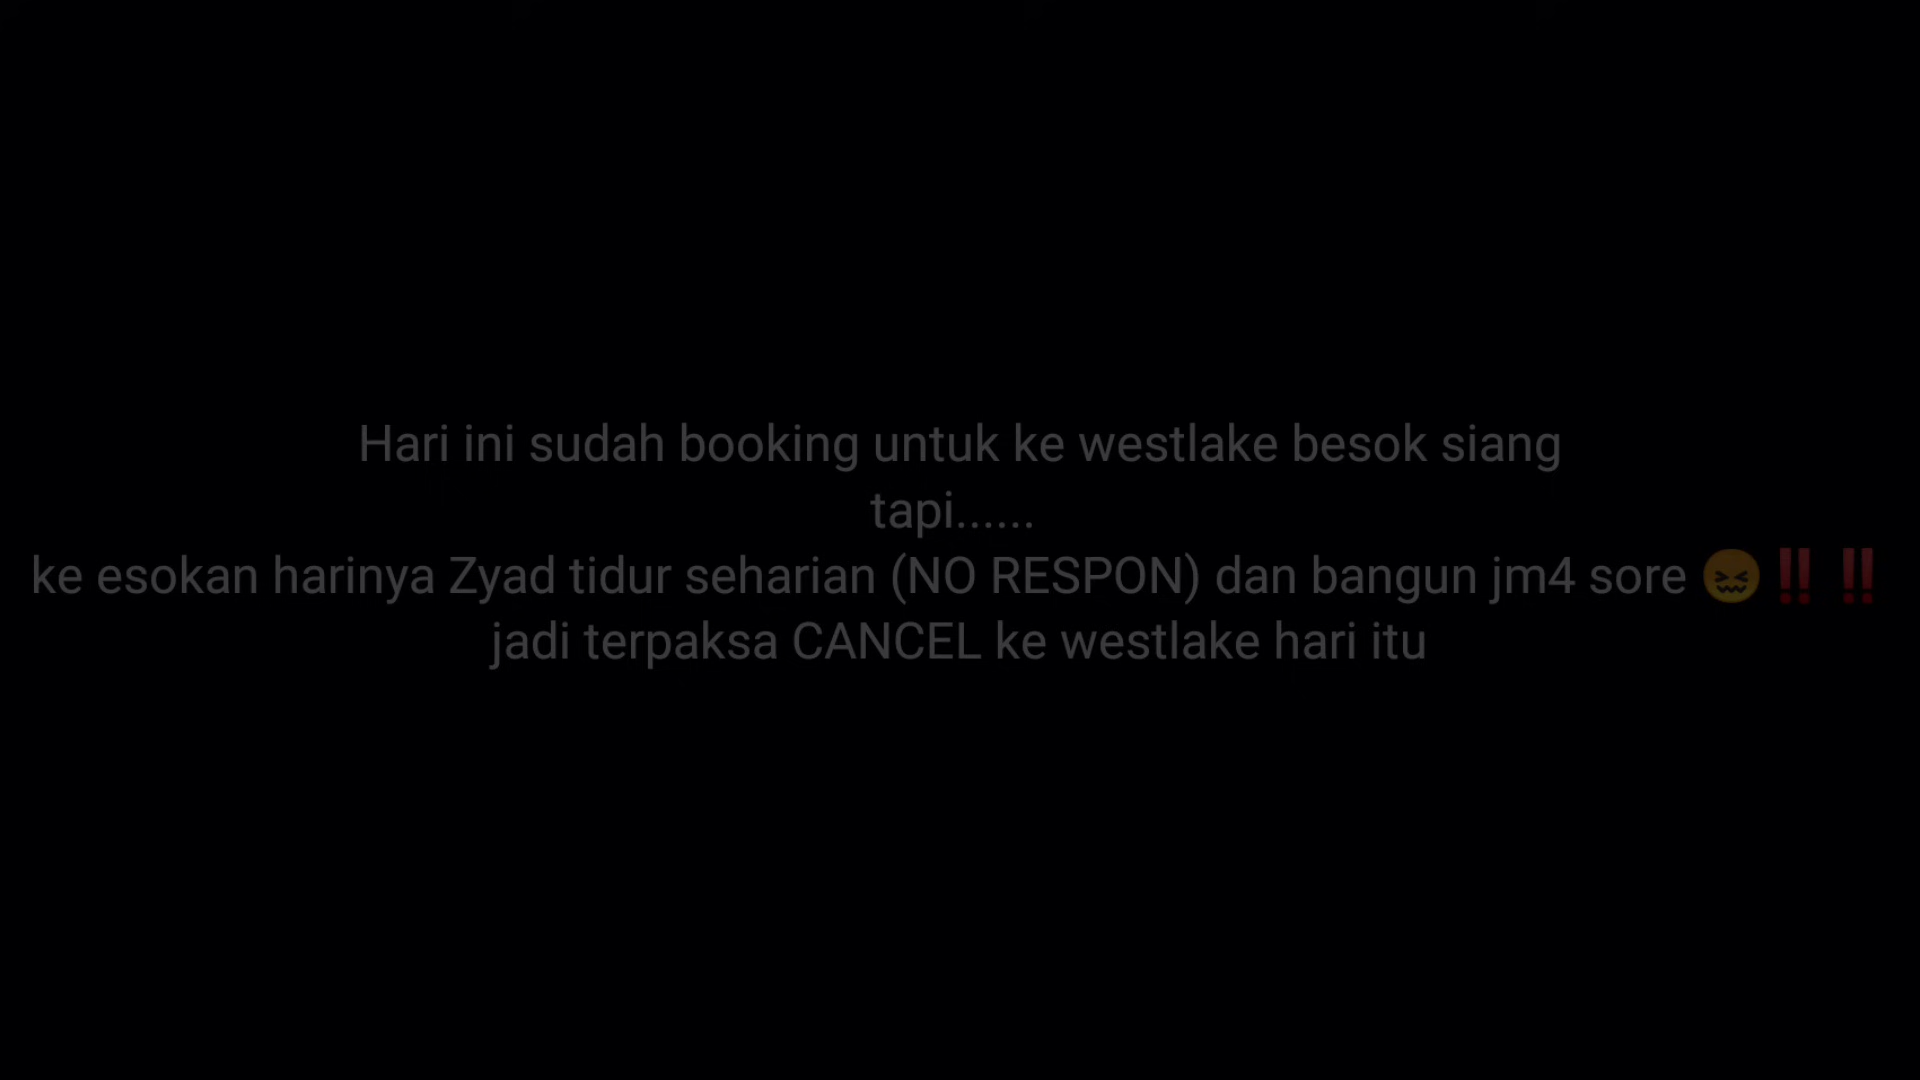 Hari ini sudah booking untuk ke westlake besok siang
tapi......
ke esokan harinya Zyad tidur seharian (NO RESPON) dan bangun jm4 sore 😖‼️ ‼️
jadi terpaksa CANCEL ke westlake hari itu